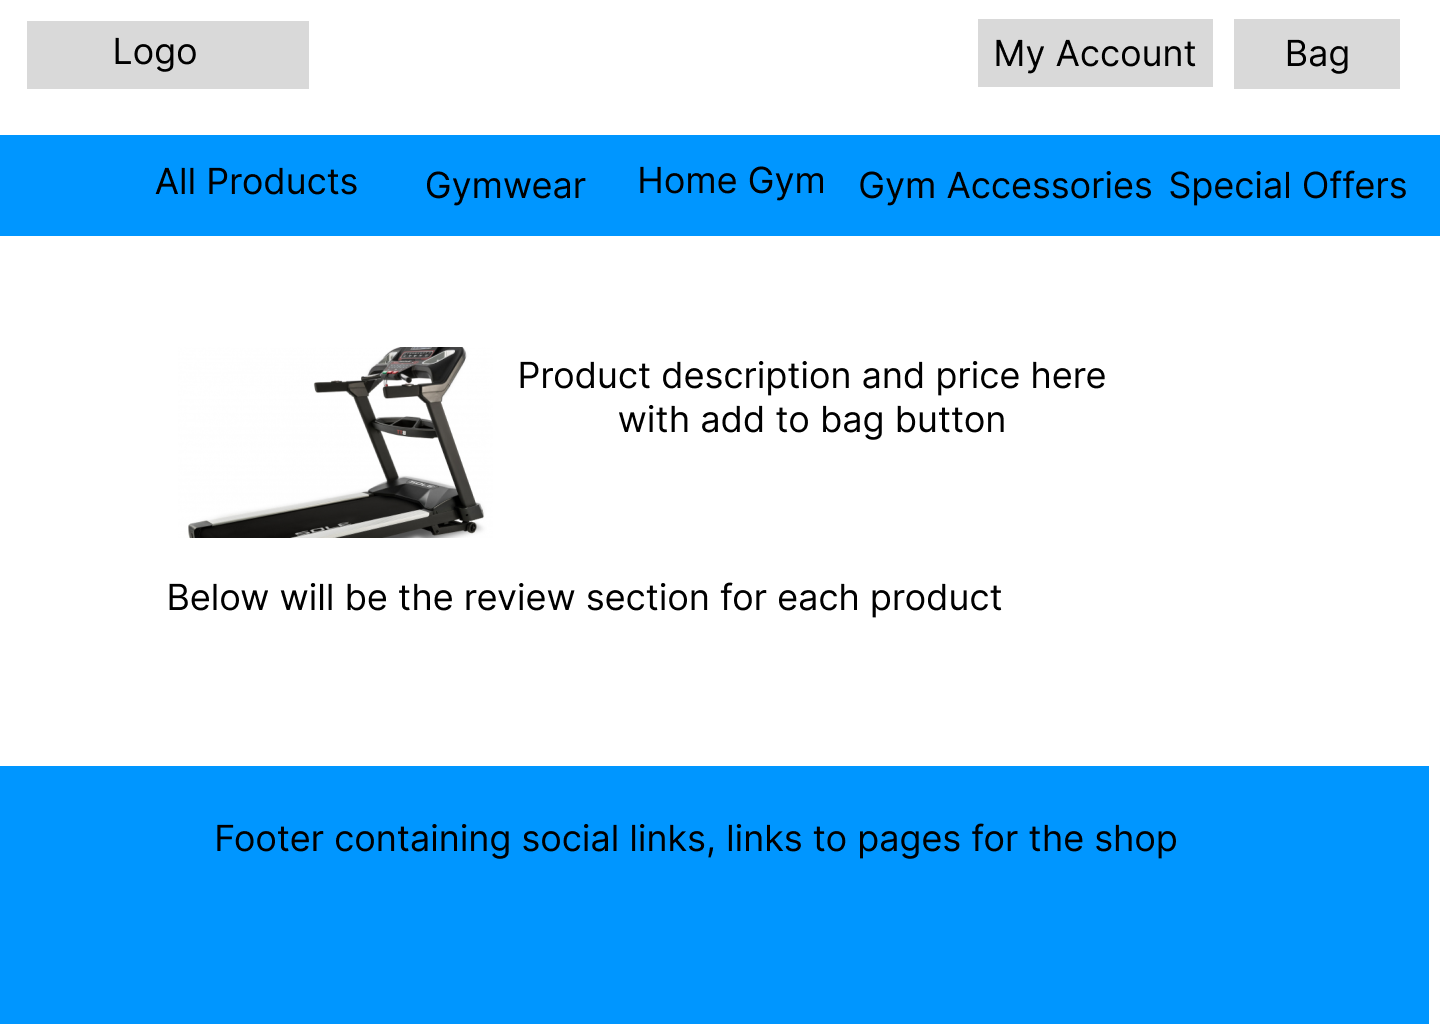 Logo
My Account
Bag
All Products
Gymwear
Home Gym
Gym Accessories
Special Offers
Product description and price here
with add to bag button
SOLE
SOLE
Below will be the review section for each product
Footer containing social links, links to pages for the shop